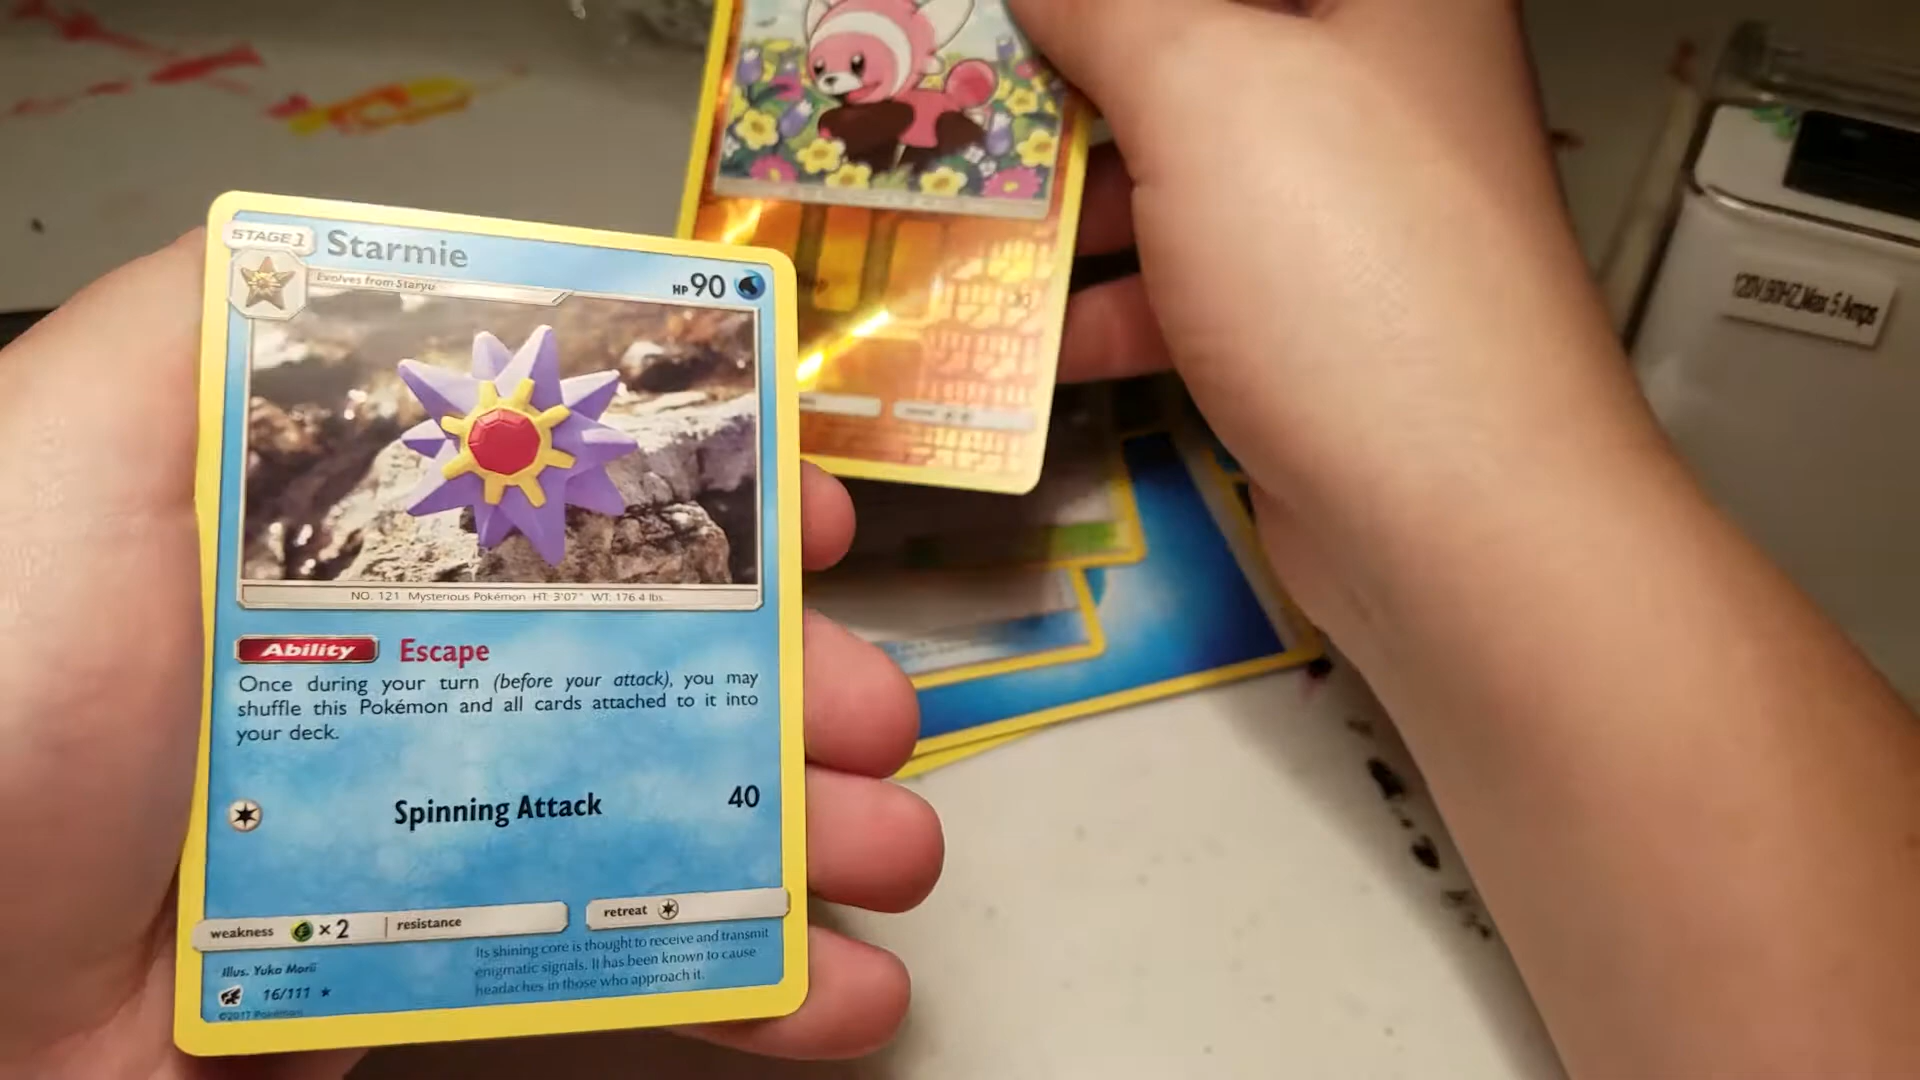 STAGE 1 Starmie
Evolves from Staryu
HP 90
NO. 121 Mysterious Pokémon HT: 3'07" WT: 176.4 lbs.
Ability Escape
Once during your turn (before your attack), you may
shuffle this Pokémon and all cards attached to it into
your deck.
Spinning Attack 40
weakness ×2 resistance
retreat
Its shining core is thought to receive and transmit
enigmatic signals. It has been known to cause
headaches in those who approach it.
Illus. Yuka Morii
16/111 ★
©2017 Pokémon
120V,90HZ,Max 5 Amps